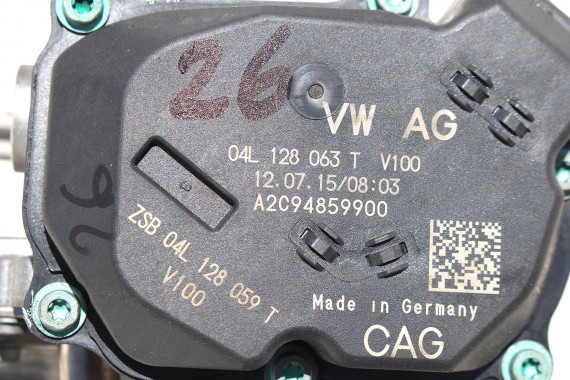 26
VW AG
04L 128 063 T V100
12.07.15/08:03
A2C94859900
ZSB 04L 128 059 T
V100
Made in Germany
CAG